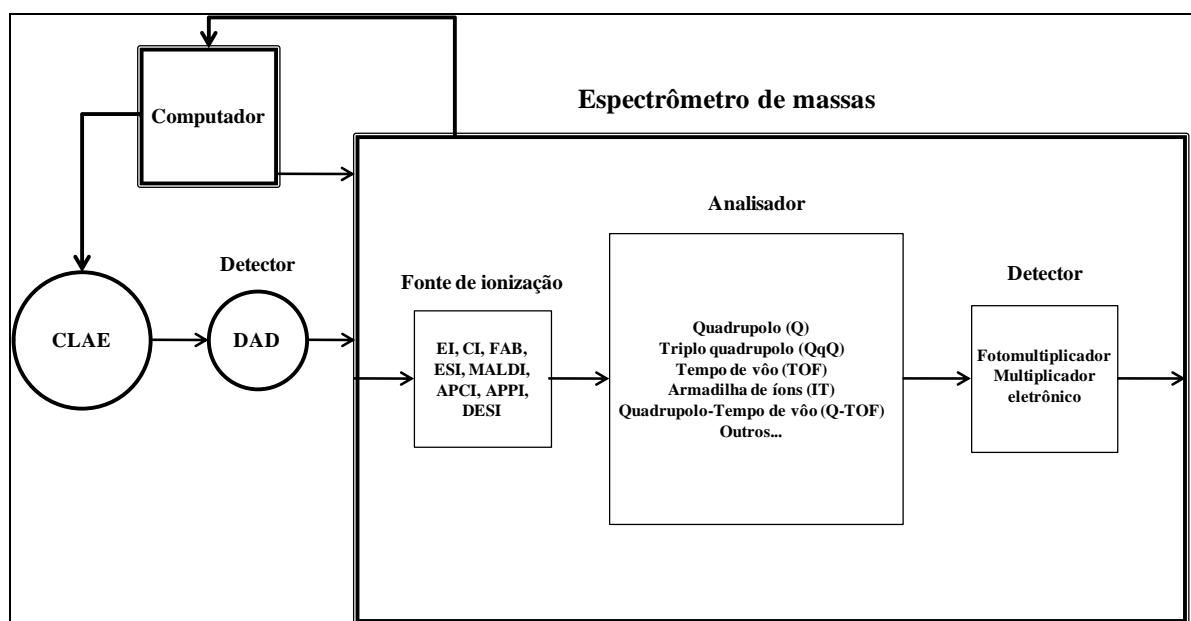 Computador
Espectrômetro de massas
CLAE
Detector
DAD
Fonte de ionização
EI, CI, FAB,
ESI, MALDI,
APCI, APPI,
DESI
Analisador
Quadrupolo (Q)
Triplo quadrupolo (QqQ)
Tempo de vôo (TOF)
Armadilha de íons (IT)
Quadrupolo-Tempo de vôo (Q-TOF)
Outros...
Detector
Fotomultiplicador
Multiplicador
eletrônico